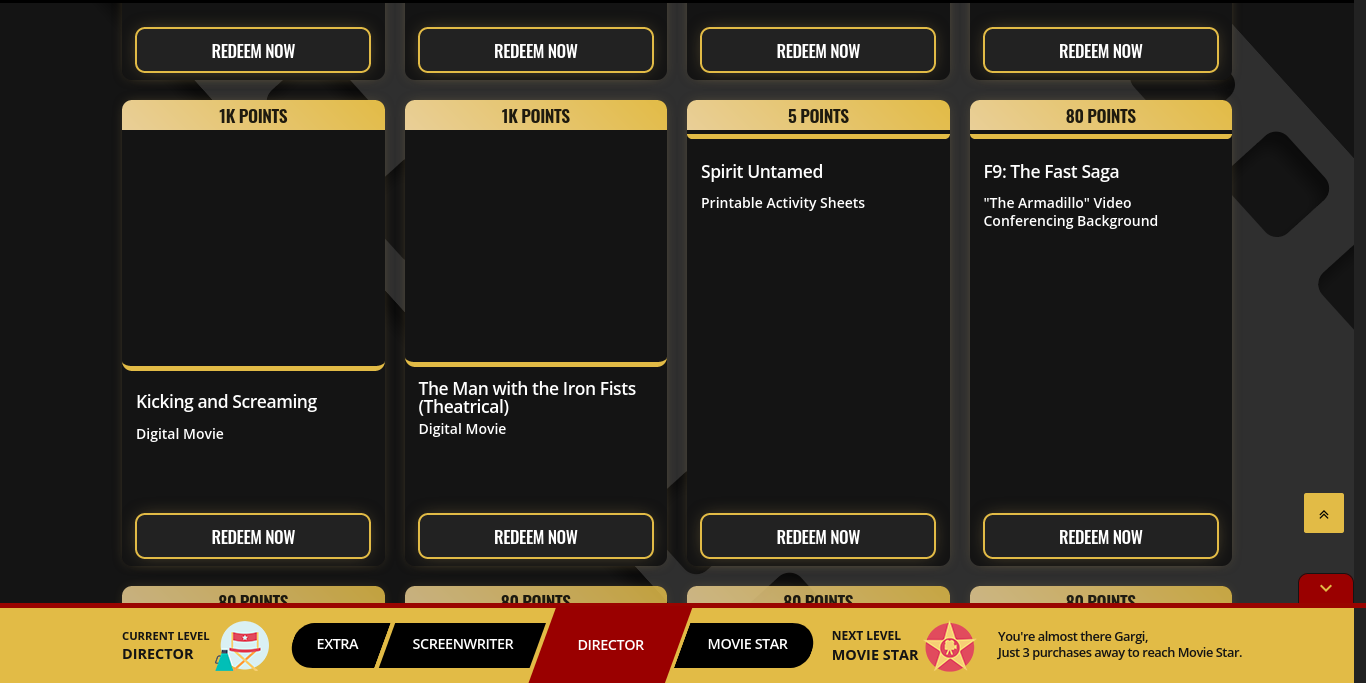 REDEEM NOW
REDEEM NOW
REDEEM NOW
REDEEM NOW
1K POINTS
1K POINTS
5 POINTS
80 POINTS
Spirit Untamed
Printable Activity Sheets
F9: The Fast Saga
"The Armadillo" Video
Conferencing Background
Kicking and Screaming
Digital Movie
The Man with the Iron Fists
(Theatrical)
Digital Movie
REDEEM NOW
REDEEM NOW
REDEEM NOW
REDEEM NOW
80 POINTS
80 POINTS
80 POINTS
80 POINTS
CURRENT LEVEL
DIRECTOR
EXTRA
SCREENWRITER
DIRECTOR
MOVIE STAR
NEXT LEVEL
MOVIE STAR
You're almost there Gargi,
Just 3 purchases away to reach Movie Star.